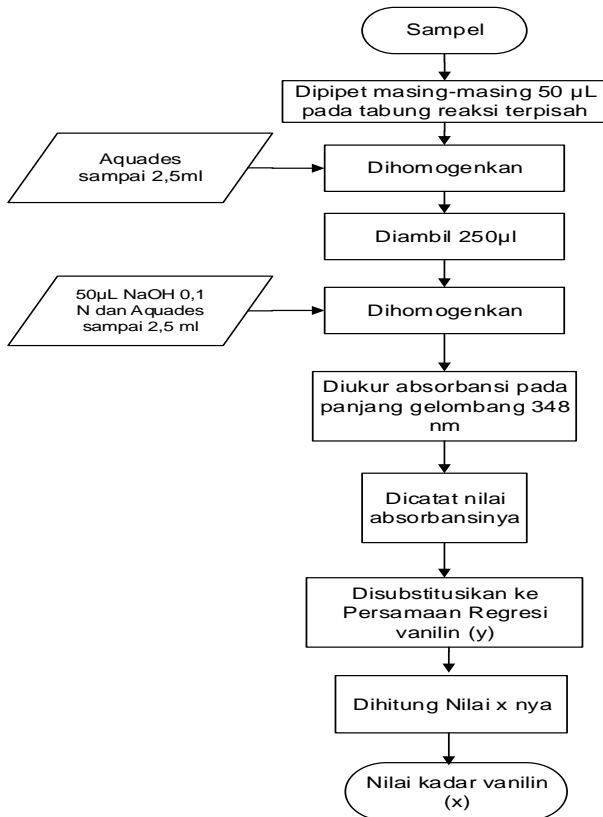 Sampel
Dipipet masing-masing 50 µL
pada tabung reaksi terpisah
Aquades
sampai 2,5ml
Dihomogenkan
Diambil 250µl
50µL NaOH 0,1
N dan Aquades
sampai 2,5 ml
Dihomogenkan
Diukur absorbansi pada
panjang gelombang 348
nm
Dicatat nilai
absorbansinya
Disubstitusikan ke
Persamaan Regresi
vanilin (y)
Dihitung Nilai x nya
Nilai kadar vanilin
(x)